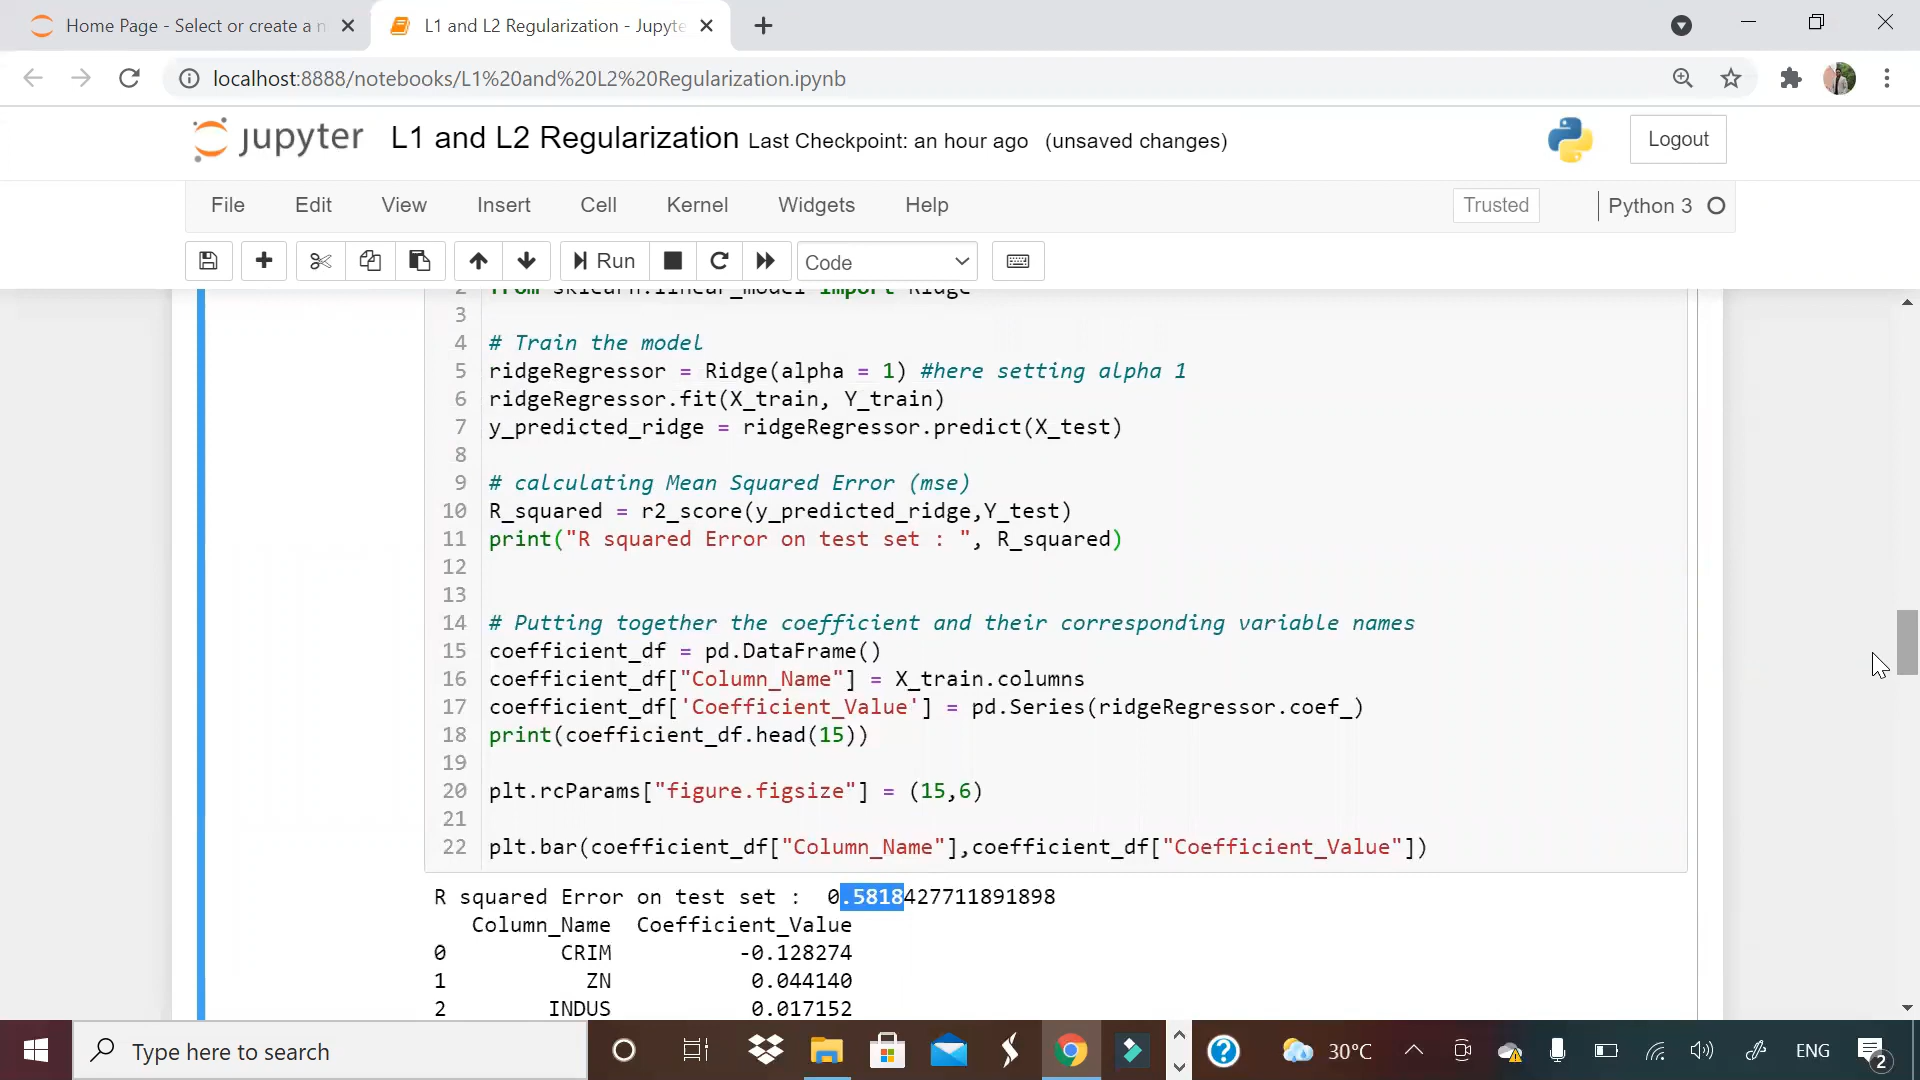 Home Page - Select or create a n
L1 and L2 Regularization - Jupyte
localhost:8888/notebooks/L1%20and%20L2%20Regularization.ipynb
jupyter L1 and L2 Regularization Last Checkpoint: an hour ago (unsaved changes)
Logout
File Edit View Insert Cell Kernel Widgets Help
Trusted
Python 3
Run
Code
2 from sklearn.linear_model import Ridge
3
4 # Train the model
5 ridgeRegressor = Ridge(alpha = 1) #here setting alpha 1
6 ridgeRegressor.fit(X_train, Y_train)
7 y_predicted_ridge = ridgeRegressor.predict(X_test)
8
9 # calculating Mean Squared Error (mse)
10 R_squared = r2_score(y_predicted_ridge,Y_test)
11 print("R squared Error on test set : ", R_squared)
12
13
14 # Putting together the coefficient and their corresponding variable names
15 coefficient_df = pd.DataFrame()
16 coefficient_df["Column_Name"] = X_train.columns
17 coefficient_df['Coefficient_Value'] = pd.Series(ridgeRegressor.coef_)
18 print(coefficient_df.head(15))
19
20 plt.rcParams["figure.figsize"] = (15,6)
21
22 plt.bar(coefficient_df["Column_Name"],coefficient_df["Coefficient_Value"])
R squared Error on test set : 0.5818427711891898
Column_Name Coefficient_Value
0 CRIM -0.128274
1 ZN 0.044140
2 INDUS 0.017152
Type here to search
30°C
ENG
2